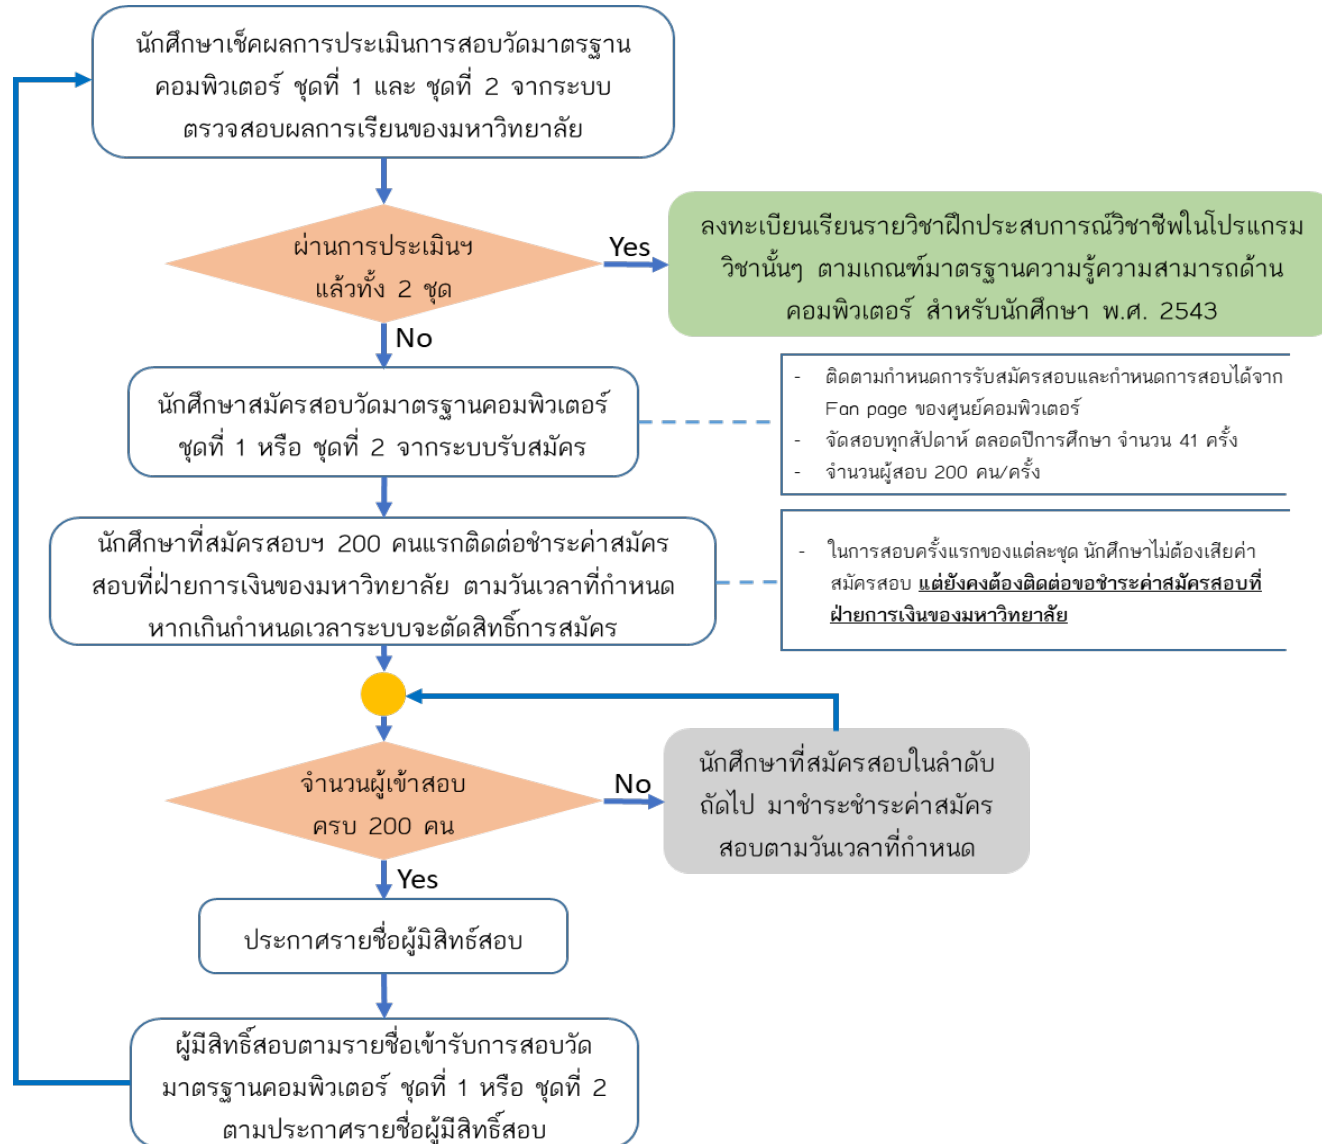 นักศึกษาเช็คผลการประเมินการสอบวัดมาตรฐาน
คอมพิวเตอร์ ชุดที่ 1 และ ชุดที่ 2 จากระบบ
ตรวจสอบผลการเรียนของมหาวิทยาลัย
ผ่านการประเมินฯ
แล้วทั้ง 2 ชุด
Yes
ลงทะเบียนเรียนรายวิชาฝึกประสบการณ์วิชาชีพในโปรแกรม
วิชานั้นๆ ตามเกณฑ์มาตรฐานความรู้ความสามารถด้าน
คอมพิวเตอร์ สำหรับนักศึกษา พ.ศ. 2543
No
นักศึกษาสมัครสอบวัดมาตรฐานคอมพิวเตอร์
ชุดที่ 1 หรือ ชุดที่ 2 จากระบบรับสมัคร
- ติดตามกำหนดการรับสมัครสอบและกำหนดการสอบได้จาก
Fan page ของศูนย์คอมพิวเตอร์
- จัดสอบทุกสัปดาห์ ตลอดปีการศึกษา จำนวน 41 ครั้ง
- จำนวนผู้สอบ 200 คน/ครั้ง
นักศึกษาที่สมัครสอบฯ 200 คนแรกติดต่อชำระค่าสมัคร
สอบที่ฝ่ายการเงินของมหาวิทยาลัย ตามวันเวลาที่กำหนด
หากเกินกำหนดเวลาระบบจะตัดสิทธิ์การสมัคร
- ในการสอบครั้งแรกของแต่ละชุด นักศึกษาไม่ต้องเสียค่า
สมัครสอบ แต่ยังคงต้องติดต่อขอชำระค่าสมัครสอบที่
ฝ่ายการเงินของมหาวิทยาลัย
จำนวนผู้เข้าสอบ
ครบ 200 คน
No
นักศึกษาที่สมัครสอบในลำดับ
ถัดไป มาชำระชำระค่าสมัคร
สอบตามวันเวลาที่กำหนด
Yes
ประกาศรายชื่อผู้มิสิทธ์สอบ
ผู้มีสิทธิ์สอบตามรายชื่อเข้ารับการสอบวัด
มาตรฐานคอมพิวเตอร์ ชุดที่ 1 หรือ ชุดที่ 2
ตามประกาศรายชื่อผู้มีสิทธิ์สอบ